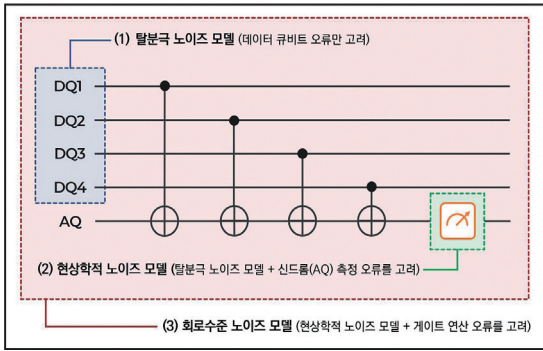 (1) 탈분극 노이즈 모델 (데이터 큐비트 오류만 고려)
DQ1
DQ2
DQ3
DQ4
AQ
(2) 현상학적 노이즈 모델 (탈분극 노이즈 모델 + 신드롬(AQ) 측정 오류를 고려)
(3) 회로수준 노이즈 모델 (현상학적 노이즈 모델 + 게이트 연산 오류를 고려)